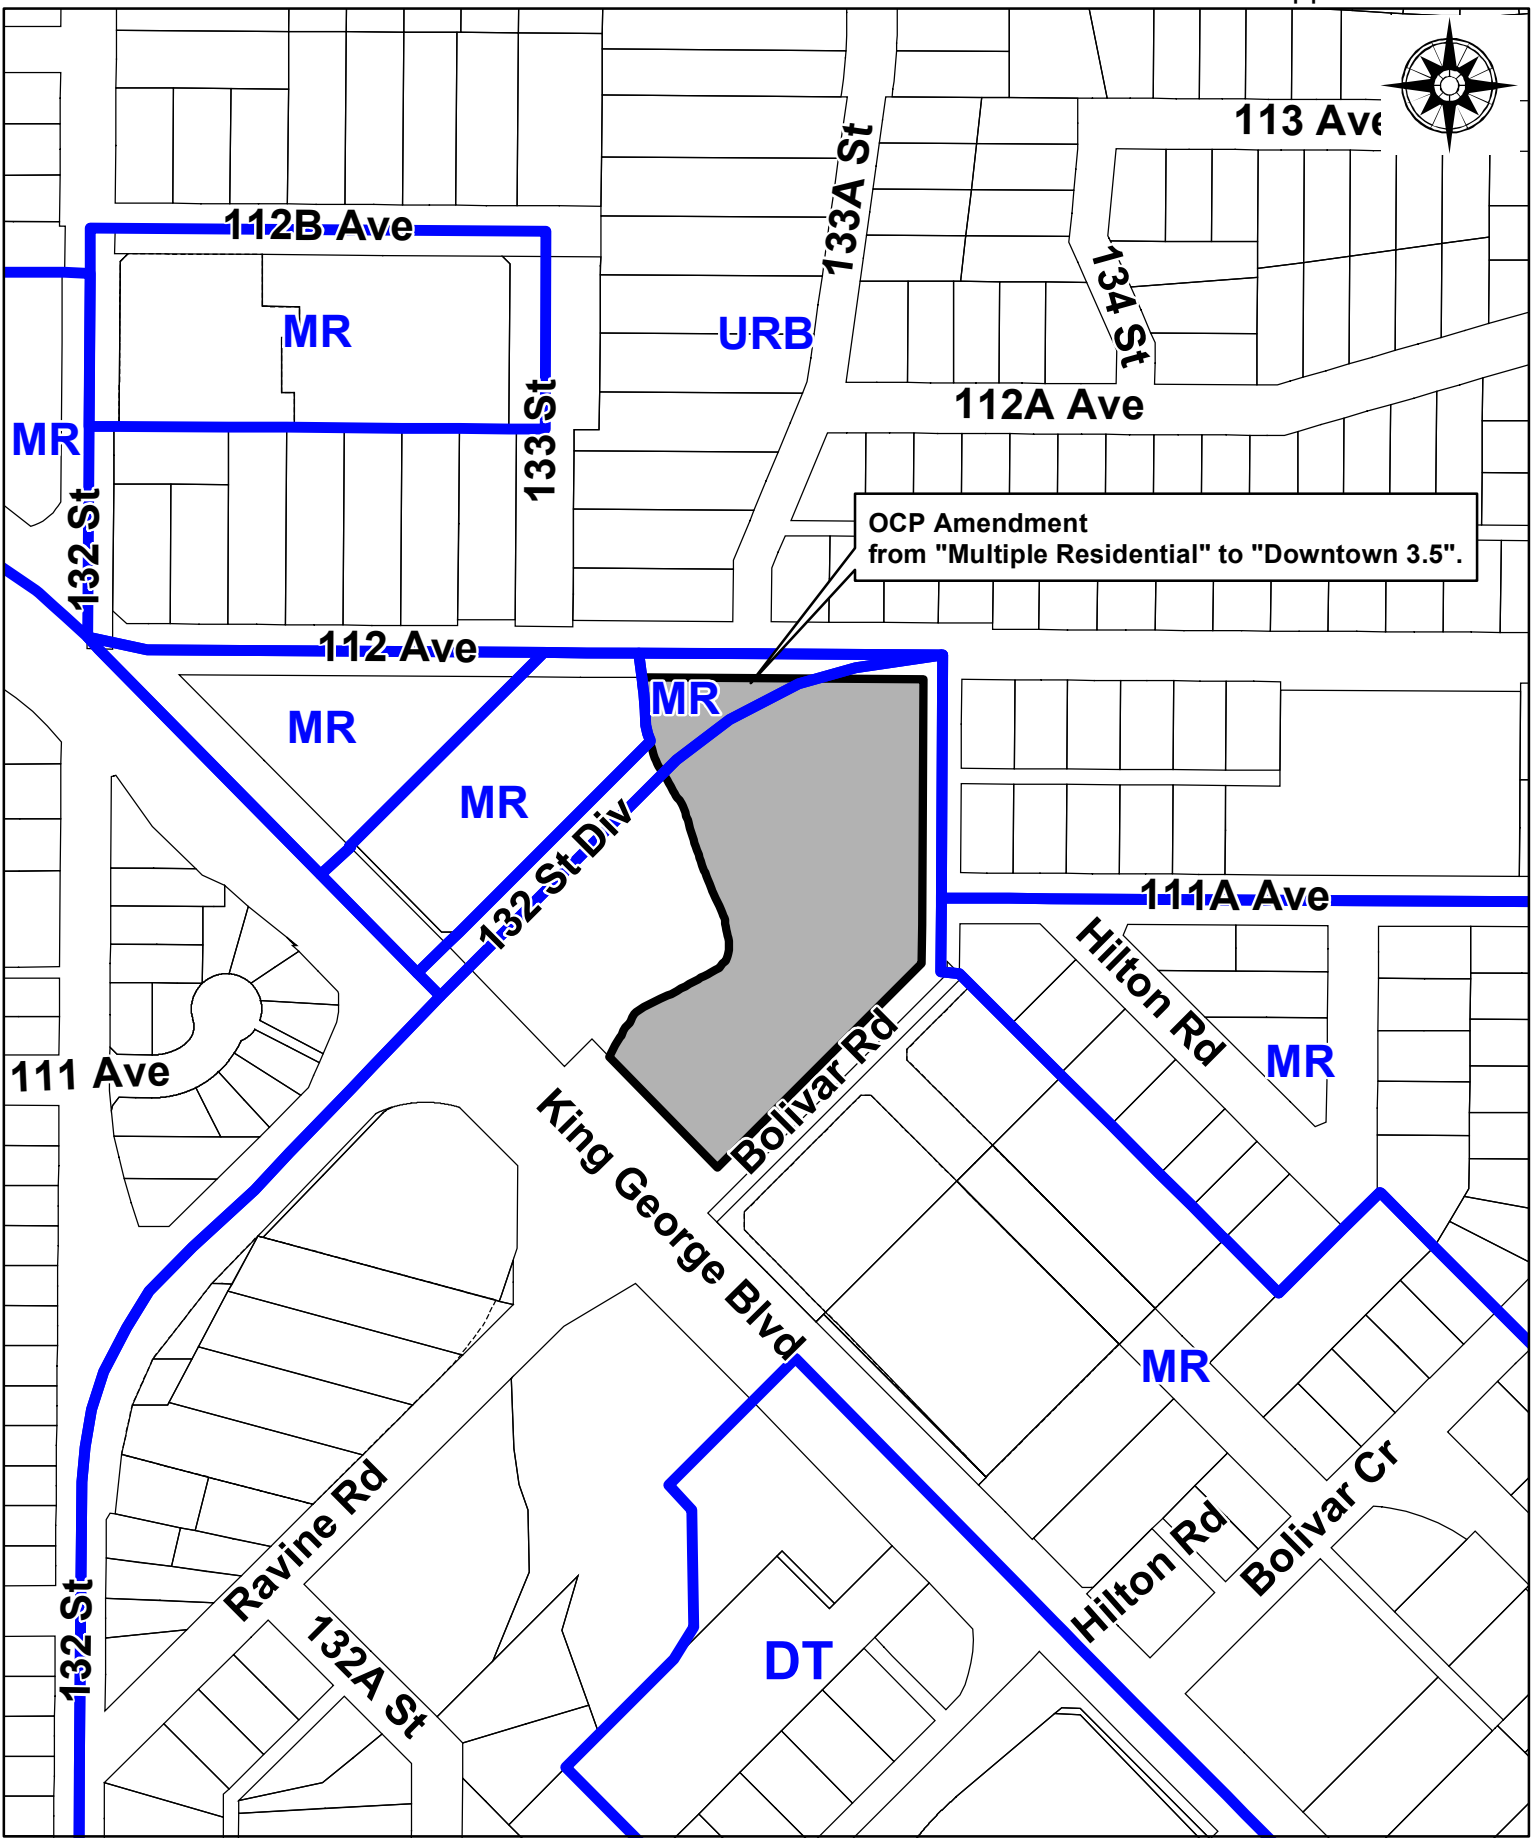 113 Ave
133A St
112B Ave
134 St
MR
URB
133 St
112A Ave
MR
132 St
OCP Amendment
from "Multiple Residential" to "Downtown 3.5".
112 Ave
MR
MR
MR
132 St Div
111A Ave
Hilton Rd
MR
111 Ave
Bolivar Rd
King George Blvd
MR
Ravine Rd
Bolivar Cr
Hilton Rd
132 St
132A St
DT